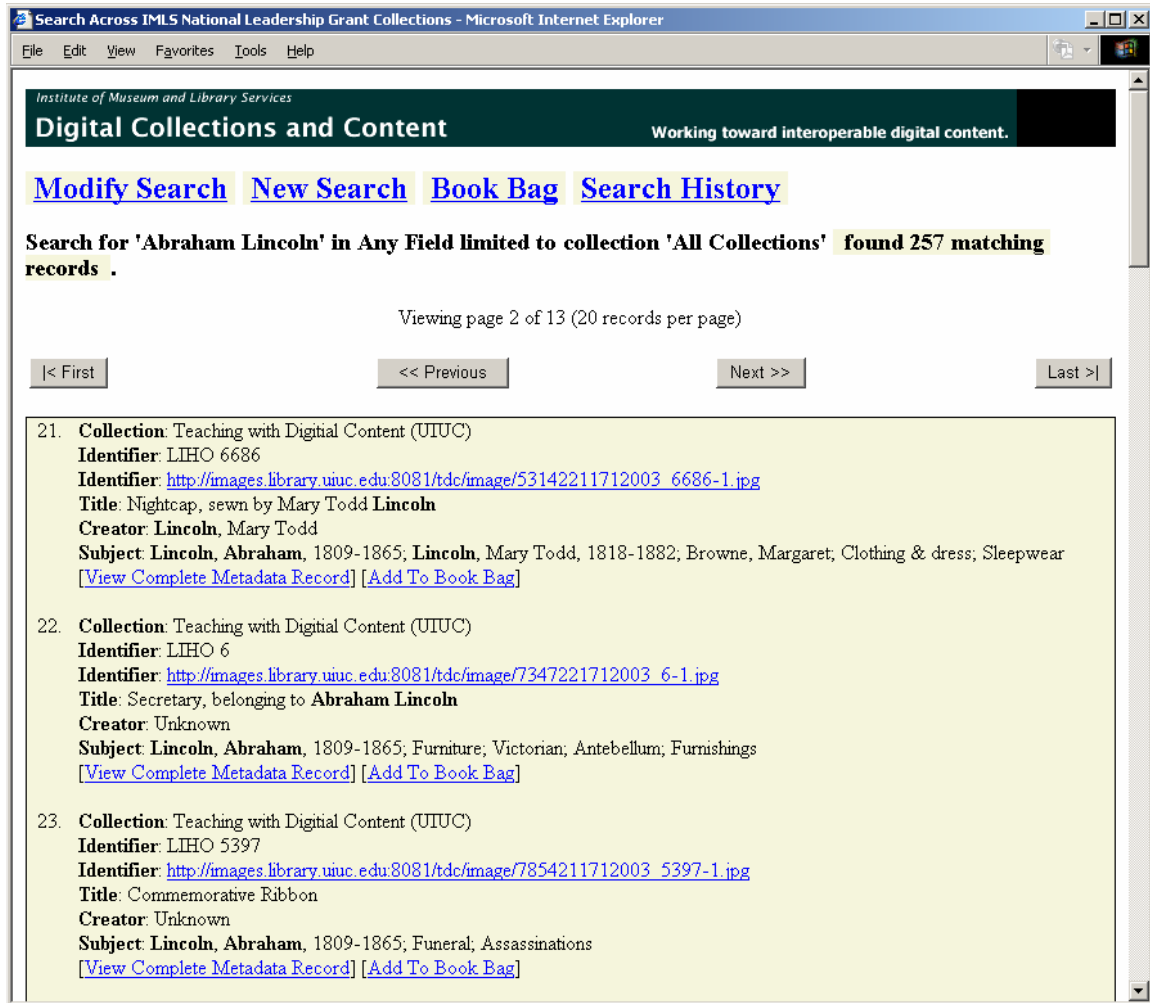 Search Across IMLS National Leadership Grant Collections - Microsoft Internet Explorer
File Edit View Favorites Tools Help
Institute of Museum and Library Services
Digital Collections and Content
Working toward interoperable digital content.
Modify Search New Search Book Bag Search History
Search for 'Abraham Lincoln' in Any Field limited to collection 'All Collections' found 257 matching
records .
Viewing page 2 of 13 (20 records per page)
|< First << Previous Next >> Last >|
21. Collection: Teaching with Digitial Content (UIUC)
Identifier: LIHO 6686
Identifier: http://images.library.uiuc.edu:8081/tdc/image/53142211712003_6686-1.jpg
Title: Nightcap, sewn by Mary Todd Lincoln
Creator: Lincoln, Mary Todd
Subject: Lincoln, Abraham, 1809-1865; Lincoln, Mary Todd, 1818-1882; Browne, Margaret; Clothing & dress; Sleepwear
[View Complete Metadata Record] [Add To Book Bag]
22. Collection: Teaching with Digitial Content (UIUC)
Identifier: LIHO 6
Identifier: http://images.library.uiuc.edu:8081/tdc/image/7347221712003_6-1.jpg
Title: Secretary, belonging to Abraham Lincoln
Creator: Unknown
Subject: Lincoln, Abraham, 1809-1865; Furniture; Victorian; Antebellum; Furnishings
[View Complete Metadata Record] [Add To Book Bag]
23. Collection: Teaching with Digitial Content (UIUC)
Identifier: LIHO 5397
Identifier: http://images.library.uiuc.edu:8081/tdc/image/7854211712003_5397-1.jpg
Title: Commemorative Ribbon
Creator: Unknown
Subject: Lincoln, Abraham, 1809-1865; Funeral; Assassinations
[View Complete Metadata Record] [Add To Book Bag]